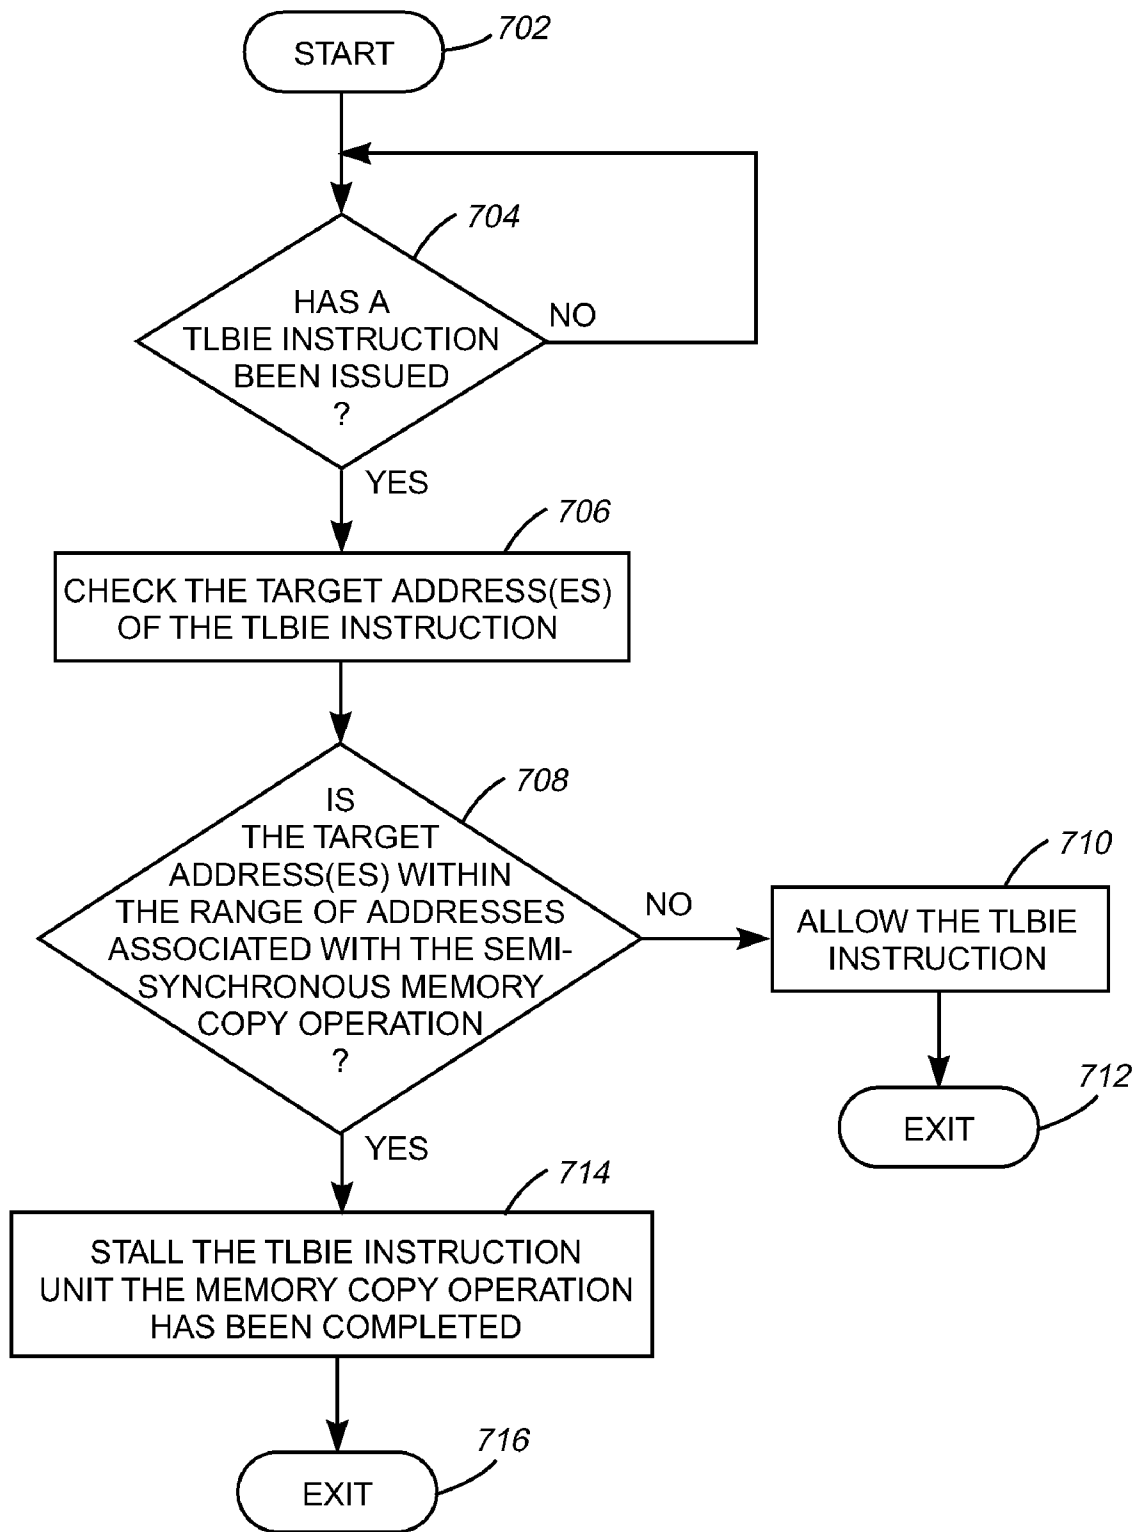 START
702
704
HAS A
TLBIE INSTRUCTION
BEEN ISSUED
?
NO
YES
706
CHECK THE TARGET ADDRESS(ES)
OF THE TLBIE INSTRUCTION
708
IS
THE TARGET
ADDRESS(ES) WITHIN
THE RANGE OF ADDRESSES
ASSOCIATED WITH THE SEMI-
SYNCHRONOUS MEMORY
COPY OPERATION
?
NO
710
ALLOW THE TLBIE
INSTRUCTION
712
EXIT
YES
714
STALL THE TLBIE INSTRUCTION
UNIT THE MEMORY COPY OPERATION
HAS BEEN COMPLETED
716
EXIT